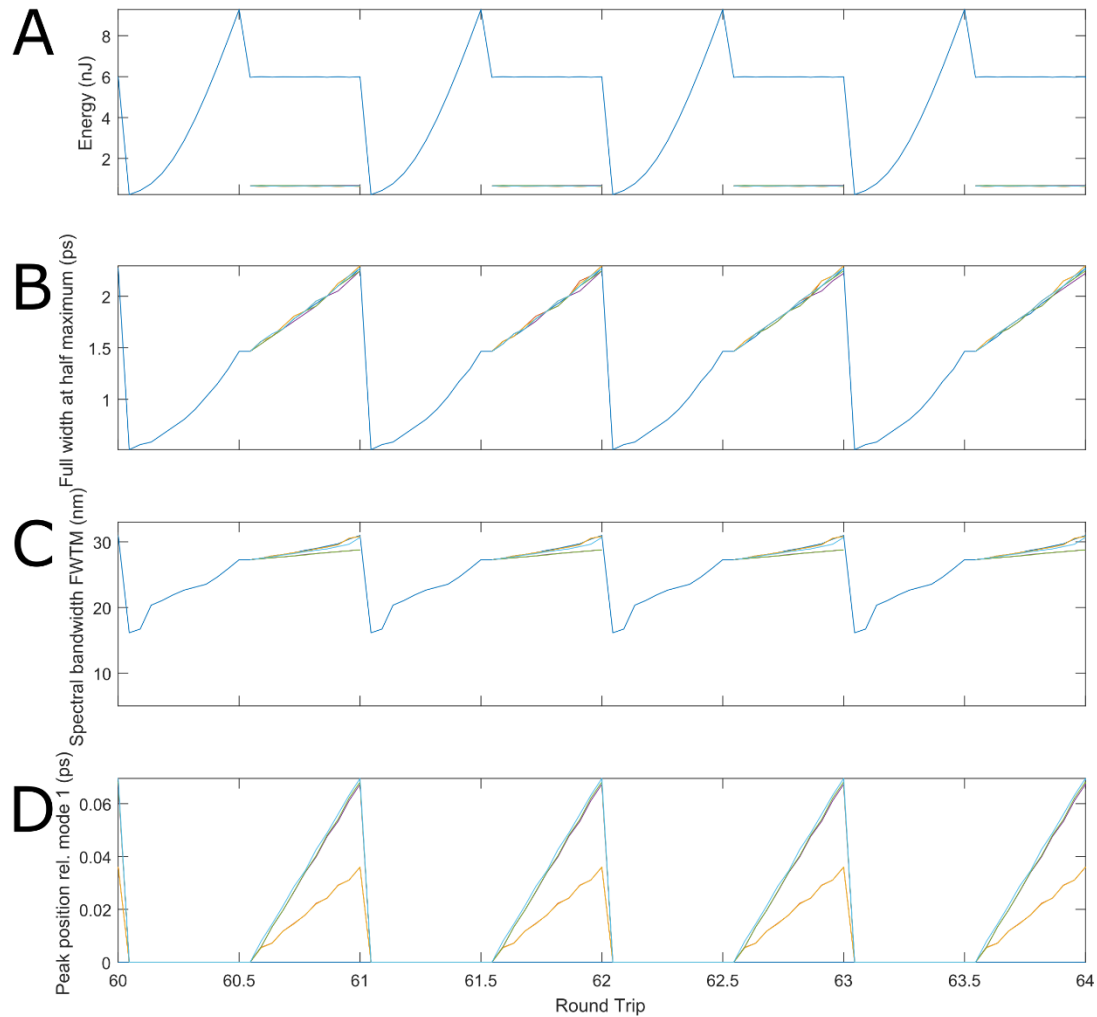 A
Energy (nJ)
8
6
4
2
B
Full width at half maximum (ps)
2
1.5
1
C
Spectral bandwidth FWTM (nm)
30
20
10
D
Peak position rel. mode 1 (ps)
0.06
0.04
0.02
0
60 60.5 61 61.5 62 62.5 63 63.5 64
Round Trip